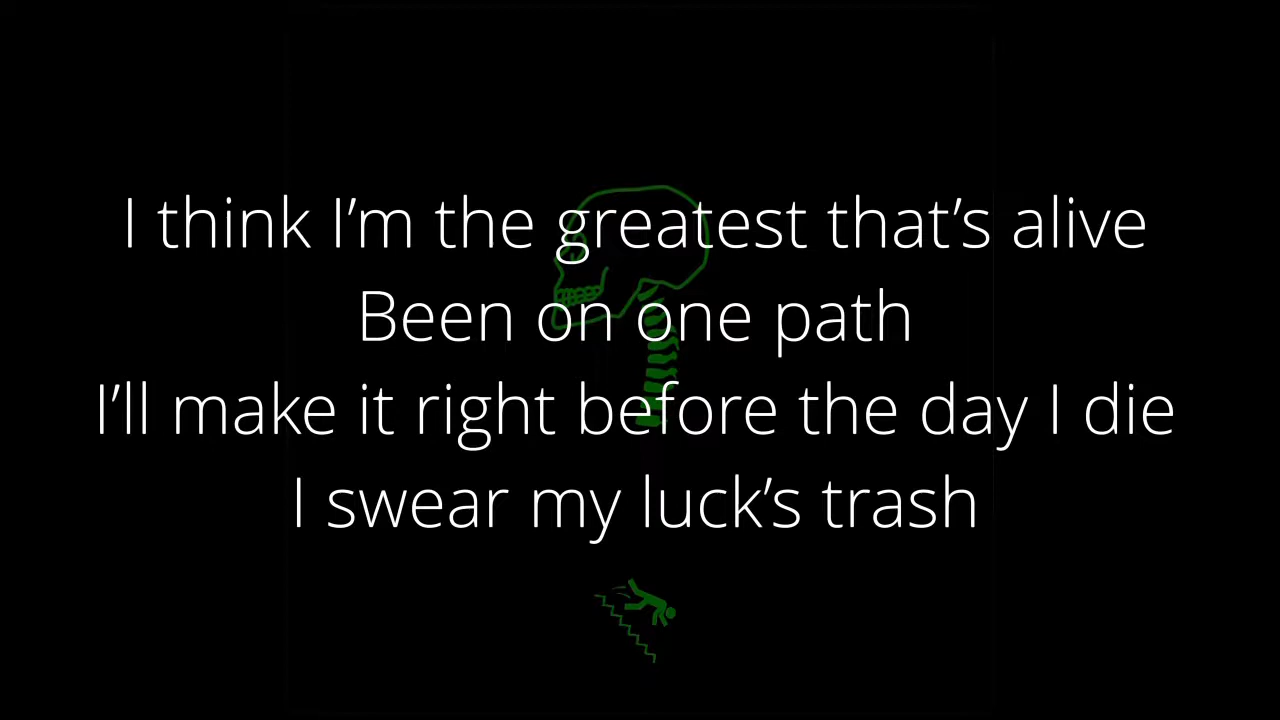 I think I’m the greatest that’s alive
Been on one path
I’ll make it right before the day I die
I swear my luck’s trash